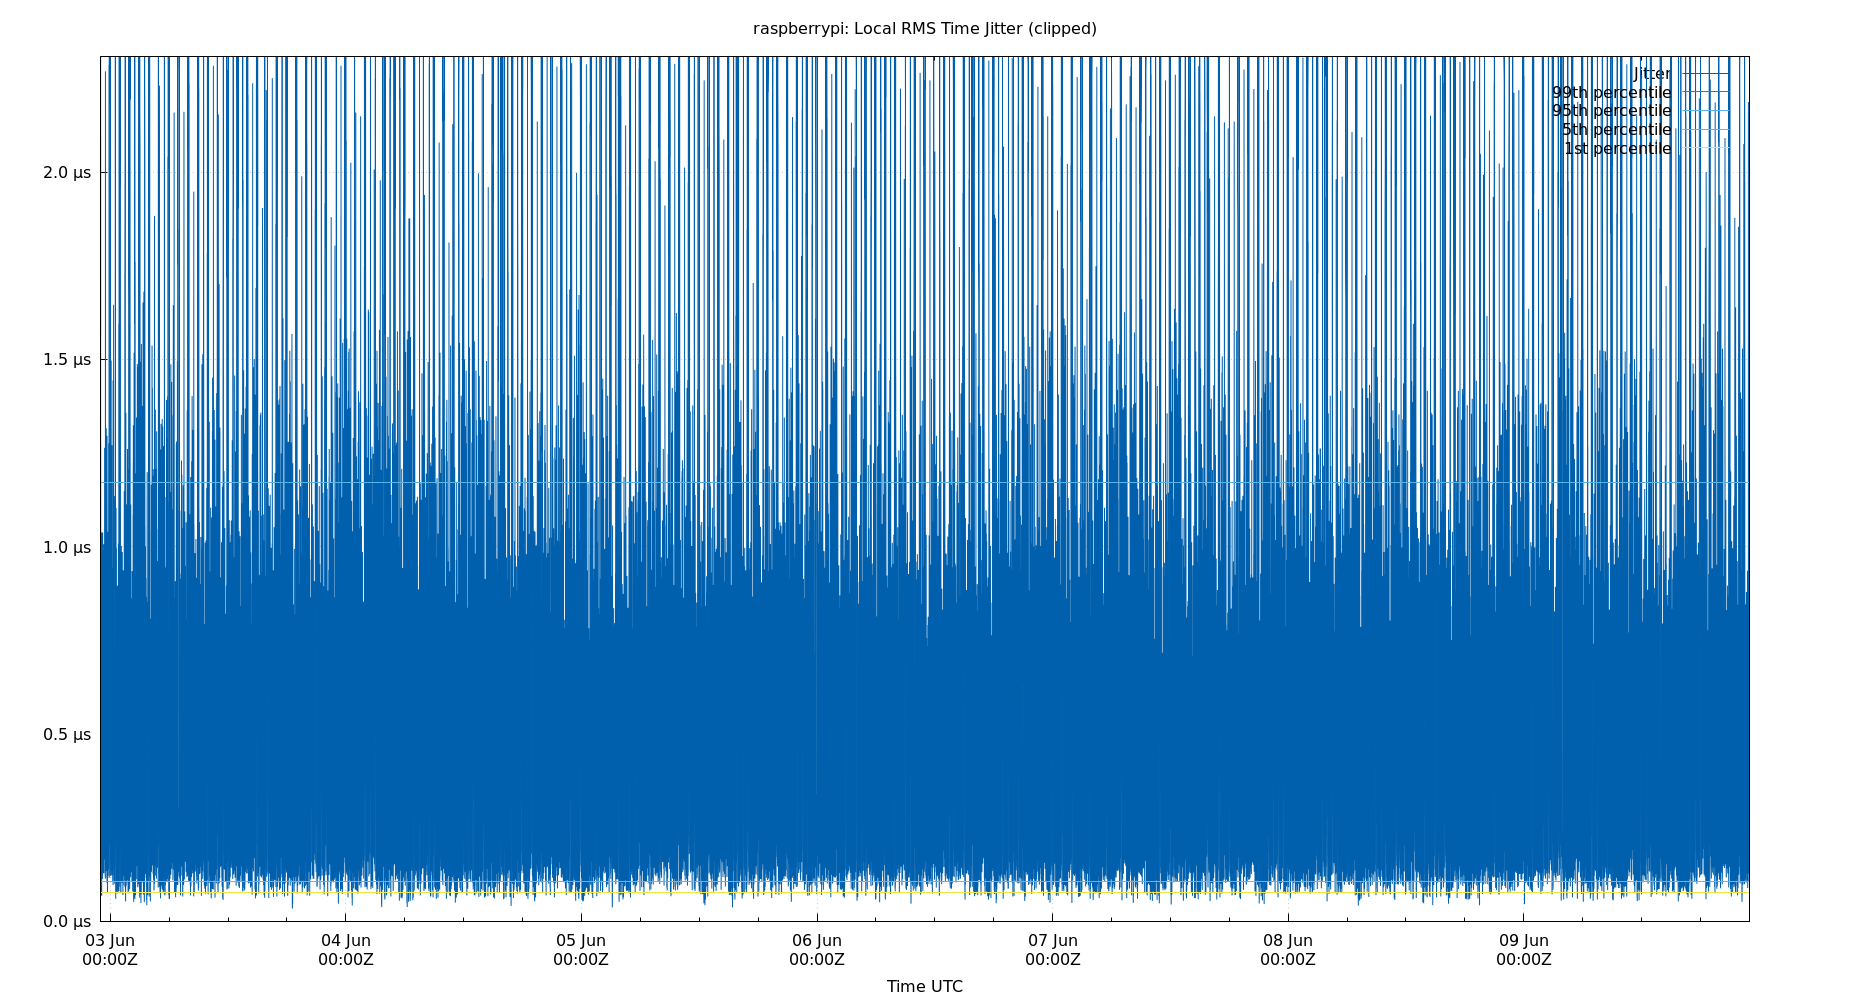 raspberrypi: Local RMS Time Jitter (clipped)
Jitter
99th percentile
95th percentile
5th percentile
1st percentile
2.0 µs
1.5 µs
1.0 µs
0.5 µs
0.0 µs
03 Jun 04 Jun 05 Jun 06 Jun 07 Jun 08 Jun 09 Jun
00:00Z 00:00Z 00:00Z 00:00Z 00:00Z 00:00Z 00:00Z
Time UTC